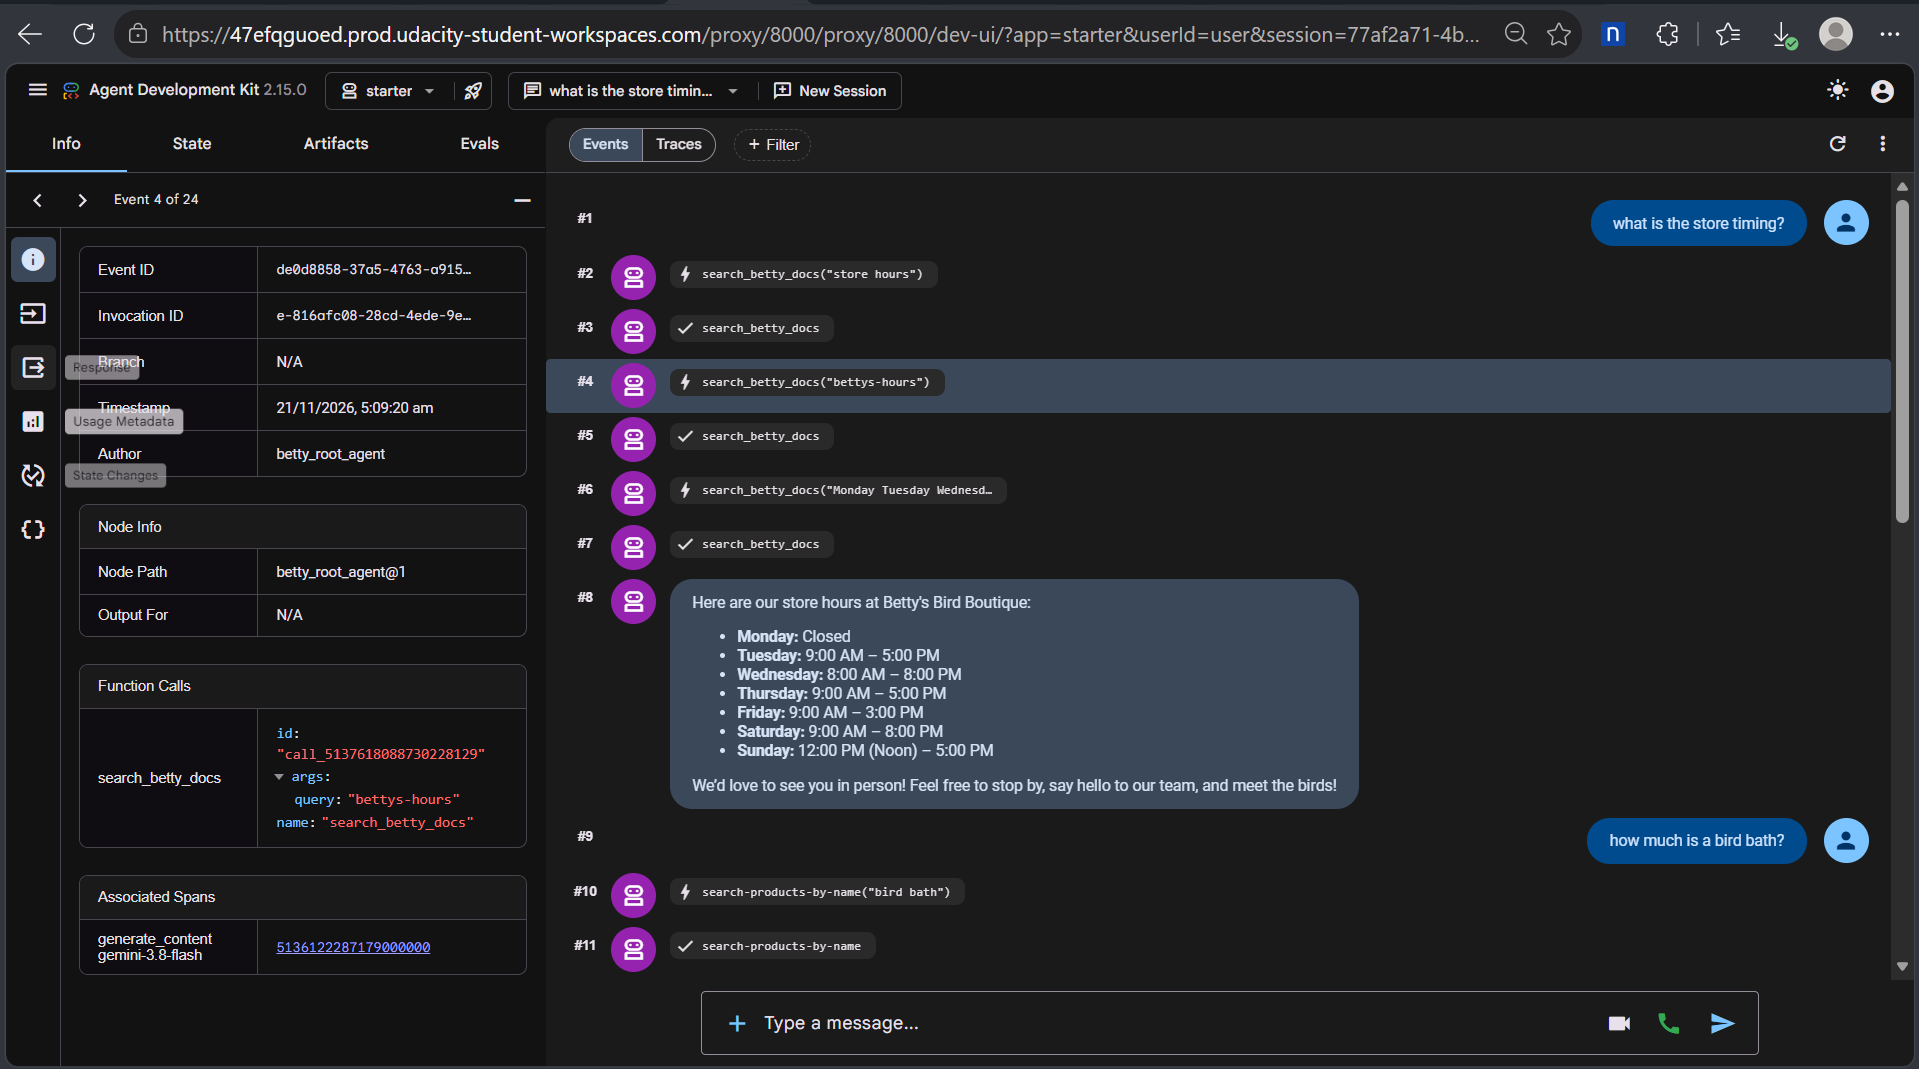 https://47efqguoed.prod.udacity-student-workspaces.com/proxy/8000/proxy/8000/dev-ui/?app=starter&userId=user&session=77af2a71-4b...
n
Agent Development Kit 2.15.0
starter
what is the store timin...
New Session
Info
State
Artifacts
Evals
Events
Traces
+ Filter
Event 4 of 24
Event ID
de0d8858-37a5-4763-a915...
Invocation ID
e-816afc08-28cd-4ede-9e...
Branch
N/A
Response
Timestamp
21/11/2026, 5:09:20 am
Usage Metadata
Author
betty_root_agent
State Changes
Node Info
Node Path
betty_root_agent@1
Output For
N/A
Function Calls
search_betty_docs
id:
"call_5137618088730228129"
args:
query: "bettys-hours"
name: "search_betty_docs"
Associated Spans
generate_content
gemini-3.8-flash
5136122287179000000
#1
what is the store timing?
#2
search_betty_docs("store hours")
#3
search_betty_docs
#4
search_betty_docs("bettys-hours")
#5
search_betty_docs
#6
search_betty_docs("Monday Tuesday Wednesd...
#7
search_betty_docs
#8
Here are our store hours at Betty's Bird Boutique:
• Monday: Closed
• Tuesday: 9:00 AM – 5:00 PM
• Wednesday: 8:00 AM – 8:00 PM
• Thursday: 9:00 AM – 5:00 PM
• Friday: 9:00 AM – 3:00 PM
• Saturday: 9:00 AM – 8:00 PM
• Sunday: 12:00 PM (Noon) – 5:00 PM
We'd love to see you in person! Feel free to stop by, say hello to our team, and meet the birds!
#9
how much is a bird bath?
#10
search-products-by-name("bird bath")
#11
search-products-by-name
Type a message...